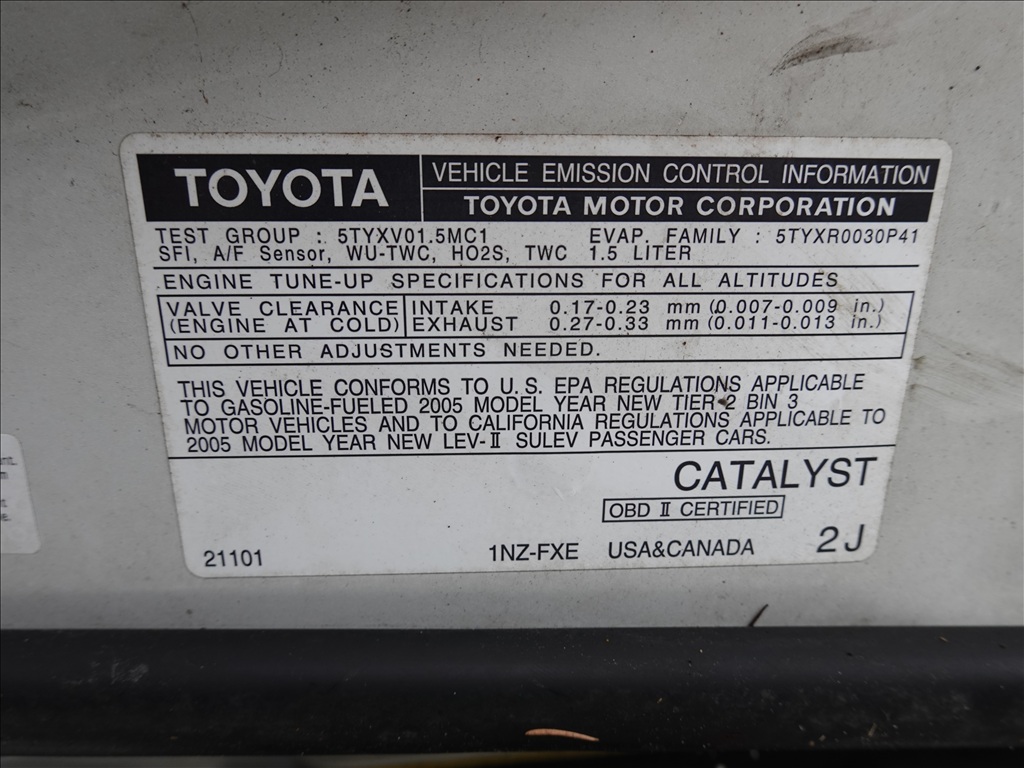 TOYOTA
VEHICLE EMISSION CONTROL INFORMATION
TOYOTA MOTOR CORPORATION
TEST GROUP : 5TYXV01.5MC1 EVAP. FAMILY : 5TYXR0030P41
SFI, A/F Sensor, WU-TWC, HO2S, TWC 1.5 LITER
ENGINE TUNE-UP SPECIFICATIONS FOR ALL ALTITUDES
VALVE CLEARANCE INTAKE 0.17-0.23 mm (0.007-0.009 in.)
(ENGINE AT COLD) EXHAUST 0.27-0.33 mm (0.011-0.013 in.)
NO OTHER ADJUSTMENTS NEEDED.
THIS VEHICLE CONFORMS TO U.S. EPA REGULATIONS APPLICABLE
TO GASOLINE-FUELED 2005 MODEL YEAR NEW TIER 2 BIN 3
MOTOR VEHICLES AND TO CALIFORNIA REGULATIONS APPLICABLE TO
2005 MODEL YEAR NEW LEV-II SULEV PASSENGER CARS.
CATALYST
OBD II CERTIFIED
21101 1NZ-FXE USA&CANADA 2J